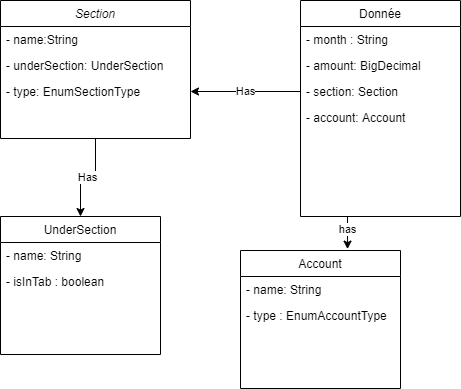 Section
- name:String
- underSection: UnderSection
- type: EnumSectionType
Donnée
- month : String
- amount: BigDecimal
- section: Section
- account: Account
Has
Has
has
UnderSection
- name: String
- isInTab : boolean
Account
- name: String
- type : EnumAccountType